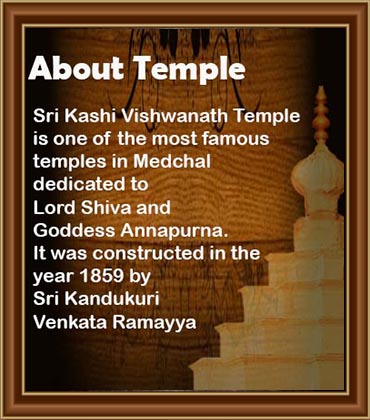 About Temple
Sri Kashi Vishwanath Temple
is one of the most famous
temples in Medchal
dedicated to
Lord Shiva and
Goddess Annapurna.
It was constructed in the
year 1859 by
Sri Kandukuri
Venkata Ramayya